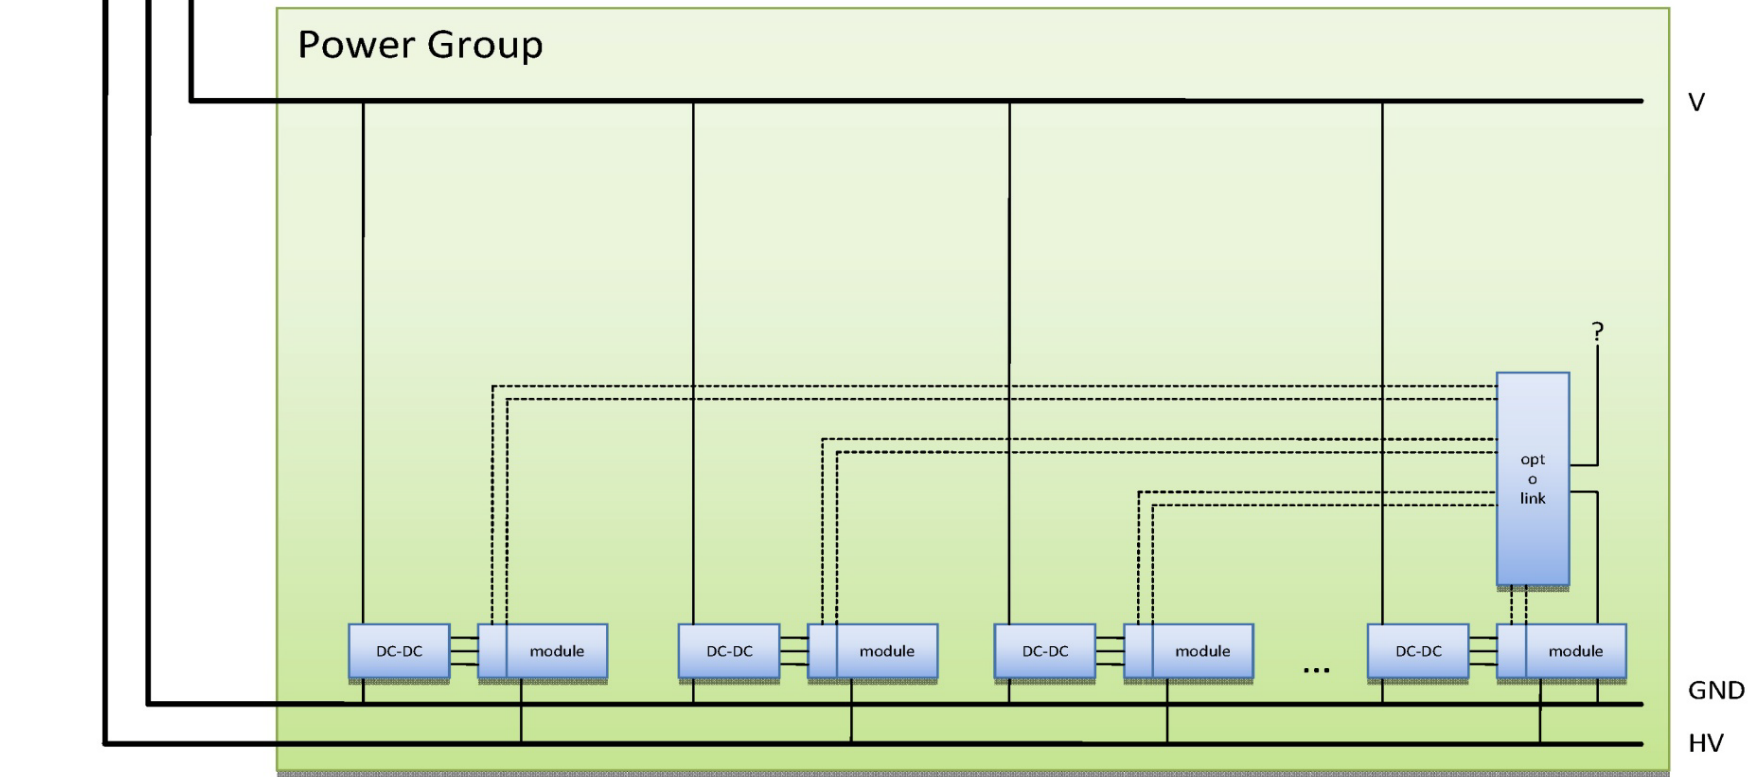 Power Group
V
?
opt
o
link
DC-DC
module
DC-DC
module
DC-DC
module
...
DC-DC
module
GND
HV